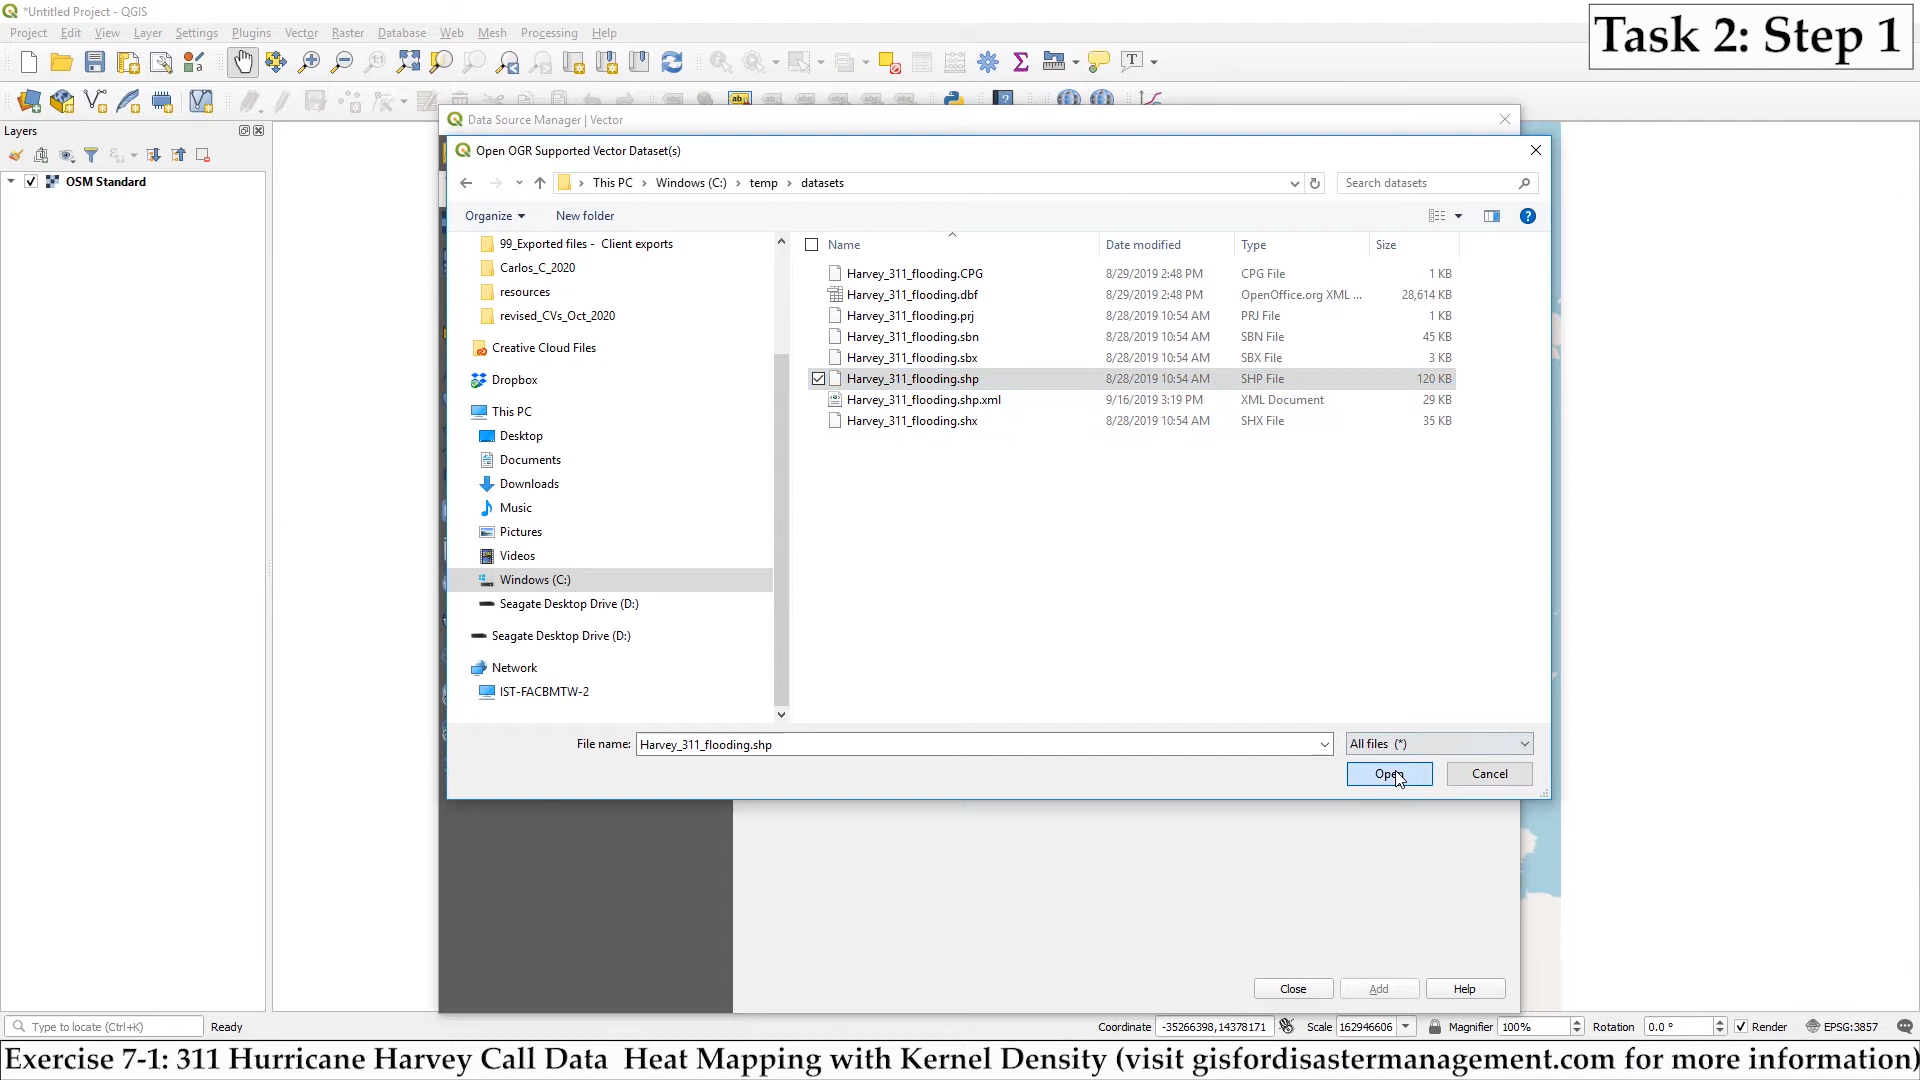 *Untitled Project - QGIS
Task 2: Step 1
Project Edit View Layer Settings Plugins Vector Raster Database Web Mesh Processing Help
Layers
OSM Standard
Data Source Manager | Vector
Open OGR Supported Vector Dataset(s)
This PC > Windows (C:) > temp > datasets
Search datasets
Organize
New folder
99_Exported files - Client exports
Carlos_C_2020
resources
revised_CVs_Oct_2020
Creative Cloud Files
Dropbox
This PC
Desktop
Documents
Downloads
Music
Pictures
Videos
Windows (C:)
Seagate Desktop Drive (D:)
Seagate Desktop Drive (D:)
Network
IST-FACBMTW-2
Name Date modified Type Size
Harvey_311_flooding.CPG 8/29/2019 2:48 PM CPG File 1 KB
Harvey_311_flooding.dbf 8/29/2019 2:48 PM OpenOffice.org XML ... 28,614 KB
Harvey_311_flooding.prj 8/28/2019 10:54 AM PRJ File 1 KB
Harvey_311_flooding.sbn 8/28/2019 10:54 AM SBN File 45 KB
Harvey_311_flooding.sbx 8/28/2019 10:54 AM SBX File 3 KB
Harvey_311_flooding.shp 8/28/2019 10:54 AM SHP File 120 KB
Harvey_311_flooding.shp.xml 9/16/2019 3:19 PM XML Document 29 KB
Harvey_311_flooding.shx 8/28/2019 10:54 AM SHX File 35 KB
File name: Harvey_311_flooding.shp
All files (*)
Open
Cancel
Close
Add
Help
Type to locate (Ctrl+K)
Ready
Coordinate -35266398,14378171
Scale 162946606
Magnifier 100%
Rotation 0.0 °
Render
EPSG:3857
Exercise 7-1: 311 Hurricane Harvey Call Data Heat Mapping with Kernel Density (visit gisfordisastermanagement.com for more information)